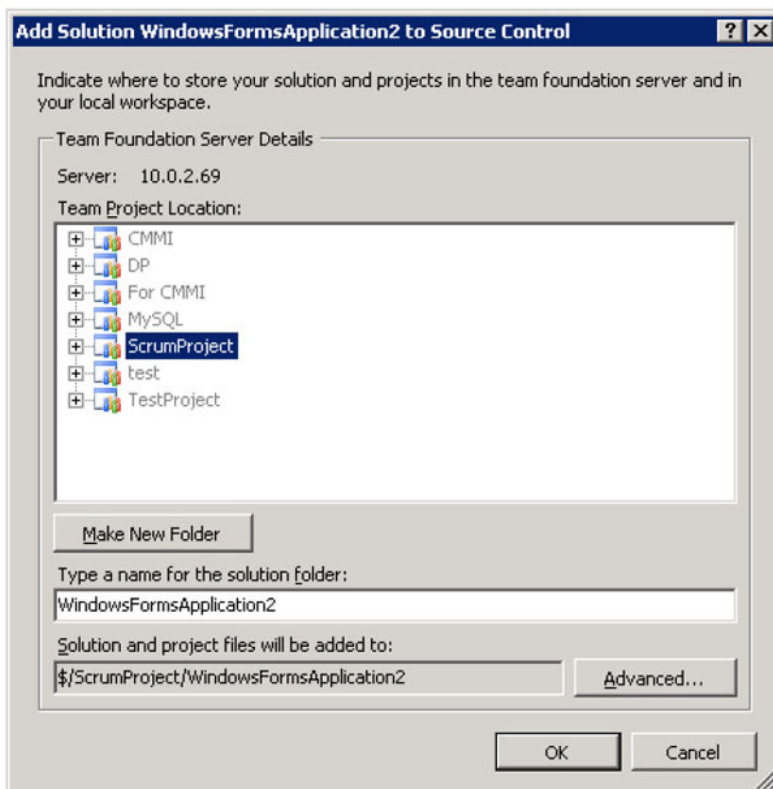 Add Solution WindowsFormsApplication2 to Source Control
Indicate where to store your solution and projects in the team foundation server and in
your local workspace.
Team Foundation Server Details
Server: 10.0.2.69
Team Project Location:
CMMI
DP
For CMMI
MySQL
ScrumProject
test
TestProject
Make New Folder
Type a name for the solution folder:
WindowsFormsApplication2
Solution and project files will be added to:
$/ScrumProject/WindowsFormsApplication2
Advanced...
OK
Cancel